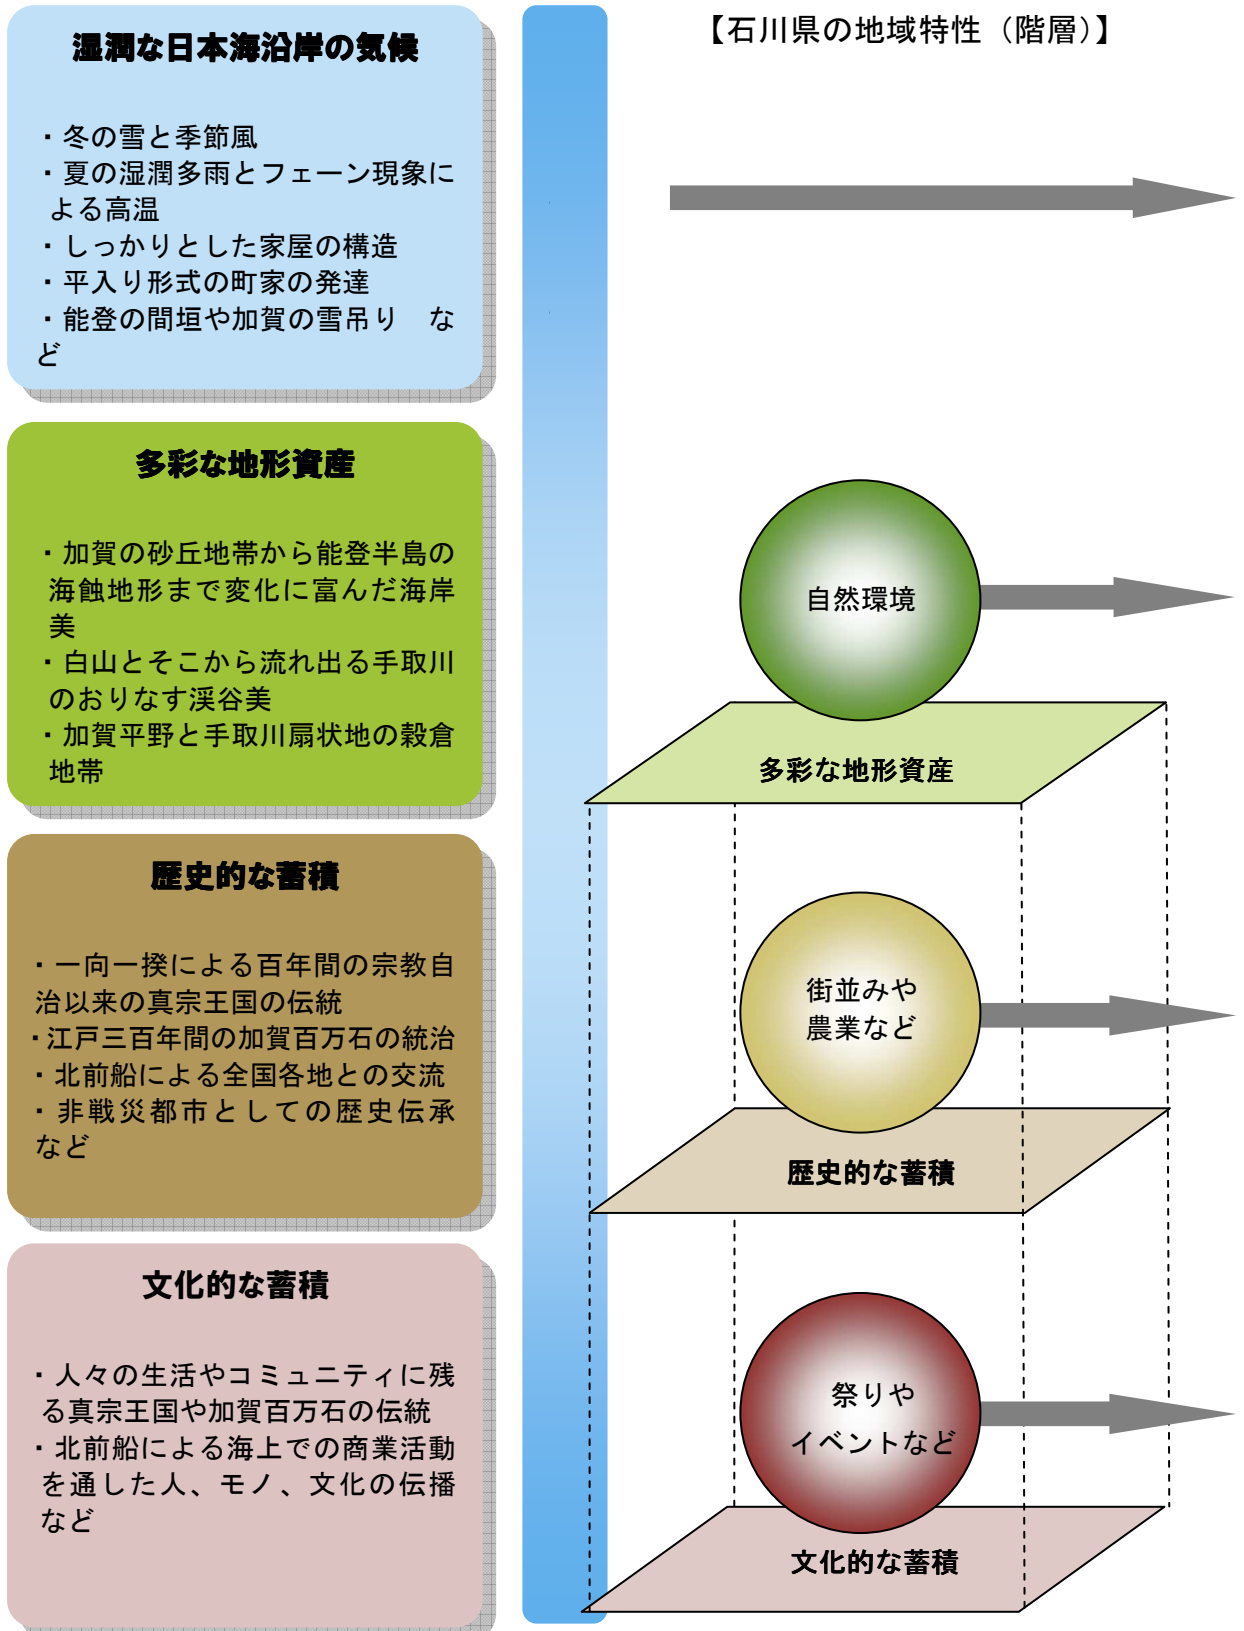 湿潤な日本海沿岸の気候
・冬の雪と季節風
・夏の湿潤多雨とフェーン現象に
よる高温
・しっかりとした家屋の構造
・平入り形式の町家の発達
・能登の間垣や加賀の雪吊り　な
ど
多彩な地形資産
・加賀の砂丘地帯から能登半島の
海蝕地形まで変化に富んだ海岸
美
・白山とそこから流れ出る手取川
のおりなす渓谷美
・加賀平野と手取川扇状地の穀倉
地帯
歴史的な蓄積
・一向一揆による百年間の宗教自
治以来の真宗王国の伝統
・江戸三百年間の加賀百万石の統治
・北前船による全国各地との交流
・非戦災都市としての歴史伝承
など
文化的な蓄積
・人々の生活やコミュニティに残
る真宗王国や加賀百万石の伝統
・北前船による海上での商業活動
を通した人、モノ、文化の伝播
など
【石川県の地域特性（階層）】
自然環境
多彩な地形資産
街並みや
農業など
歴史的な蓄積
祭りや
イベントなど
文化的な蓄積